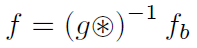 f = (g⊛)⁻¹ f_b